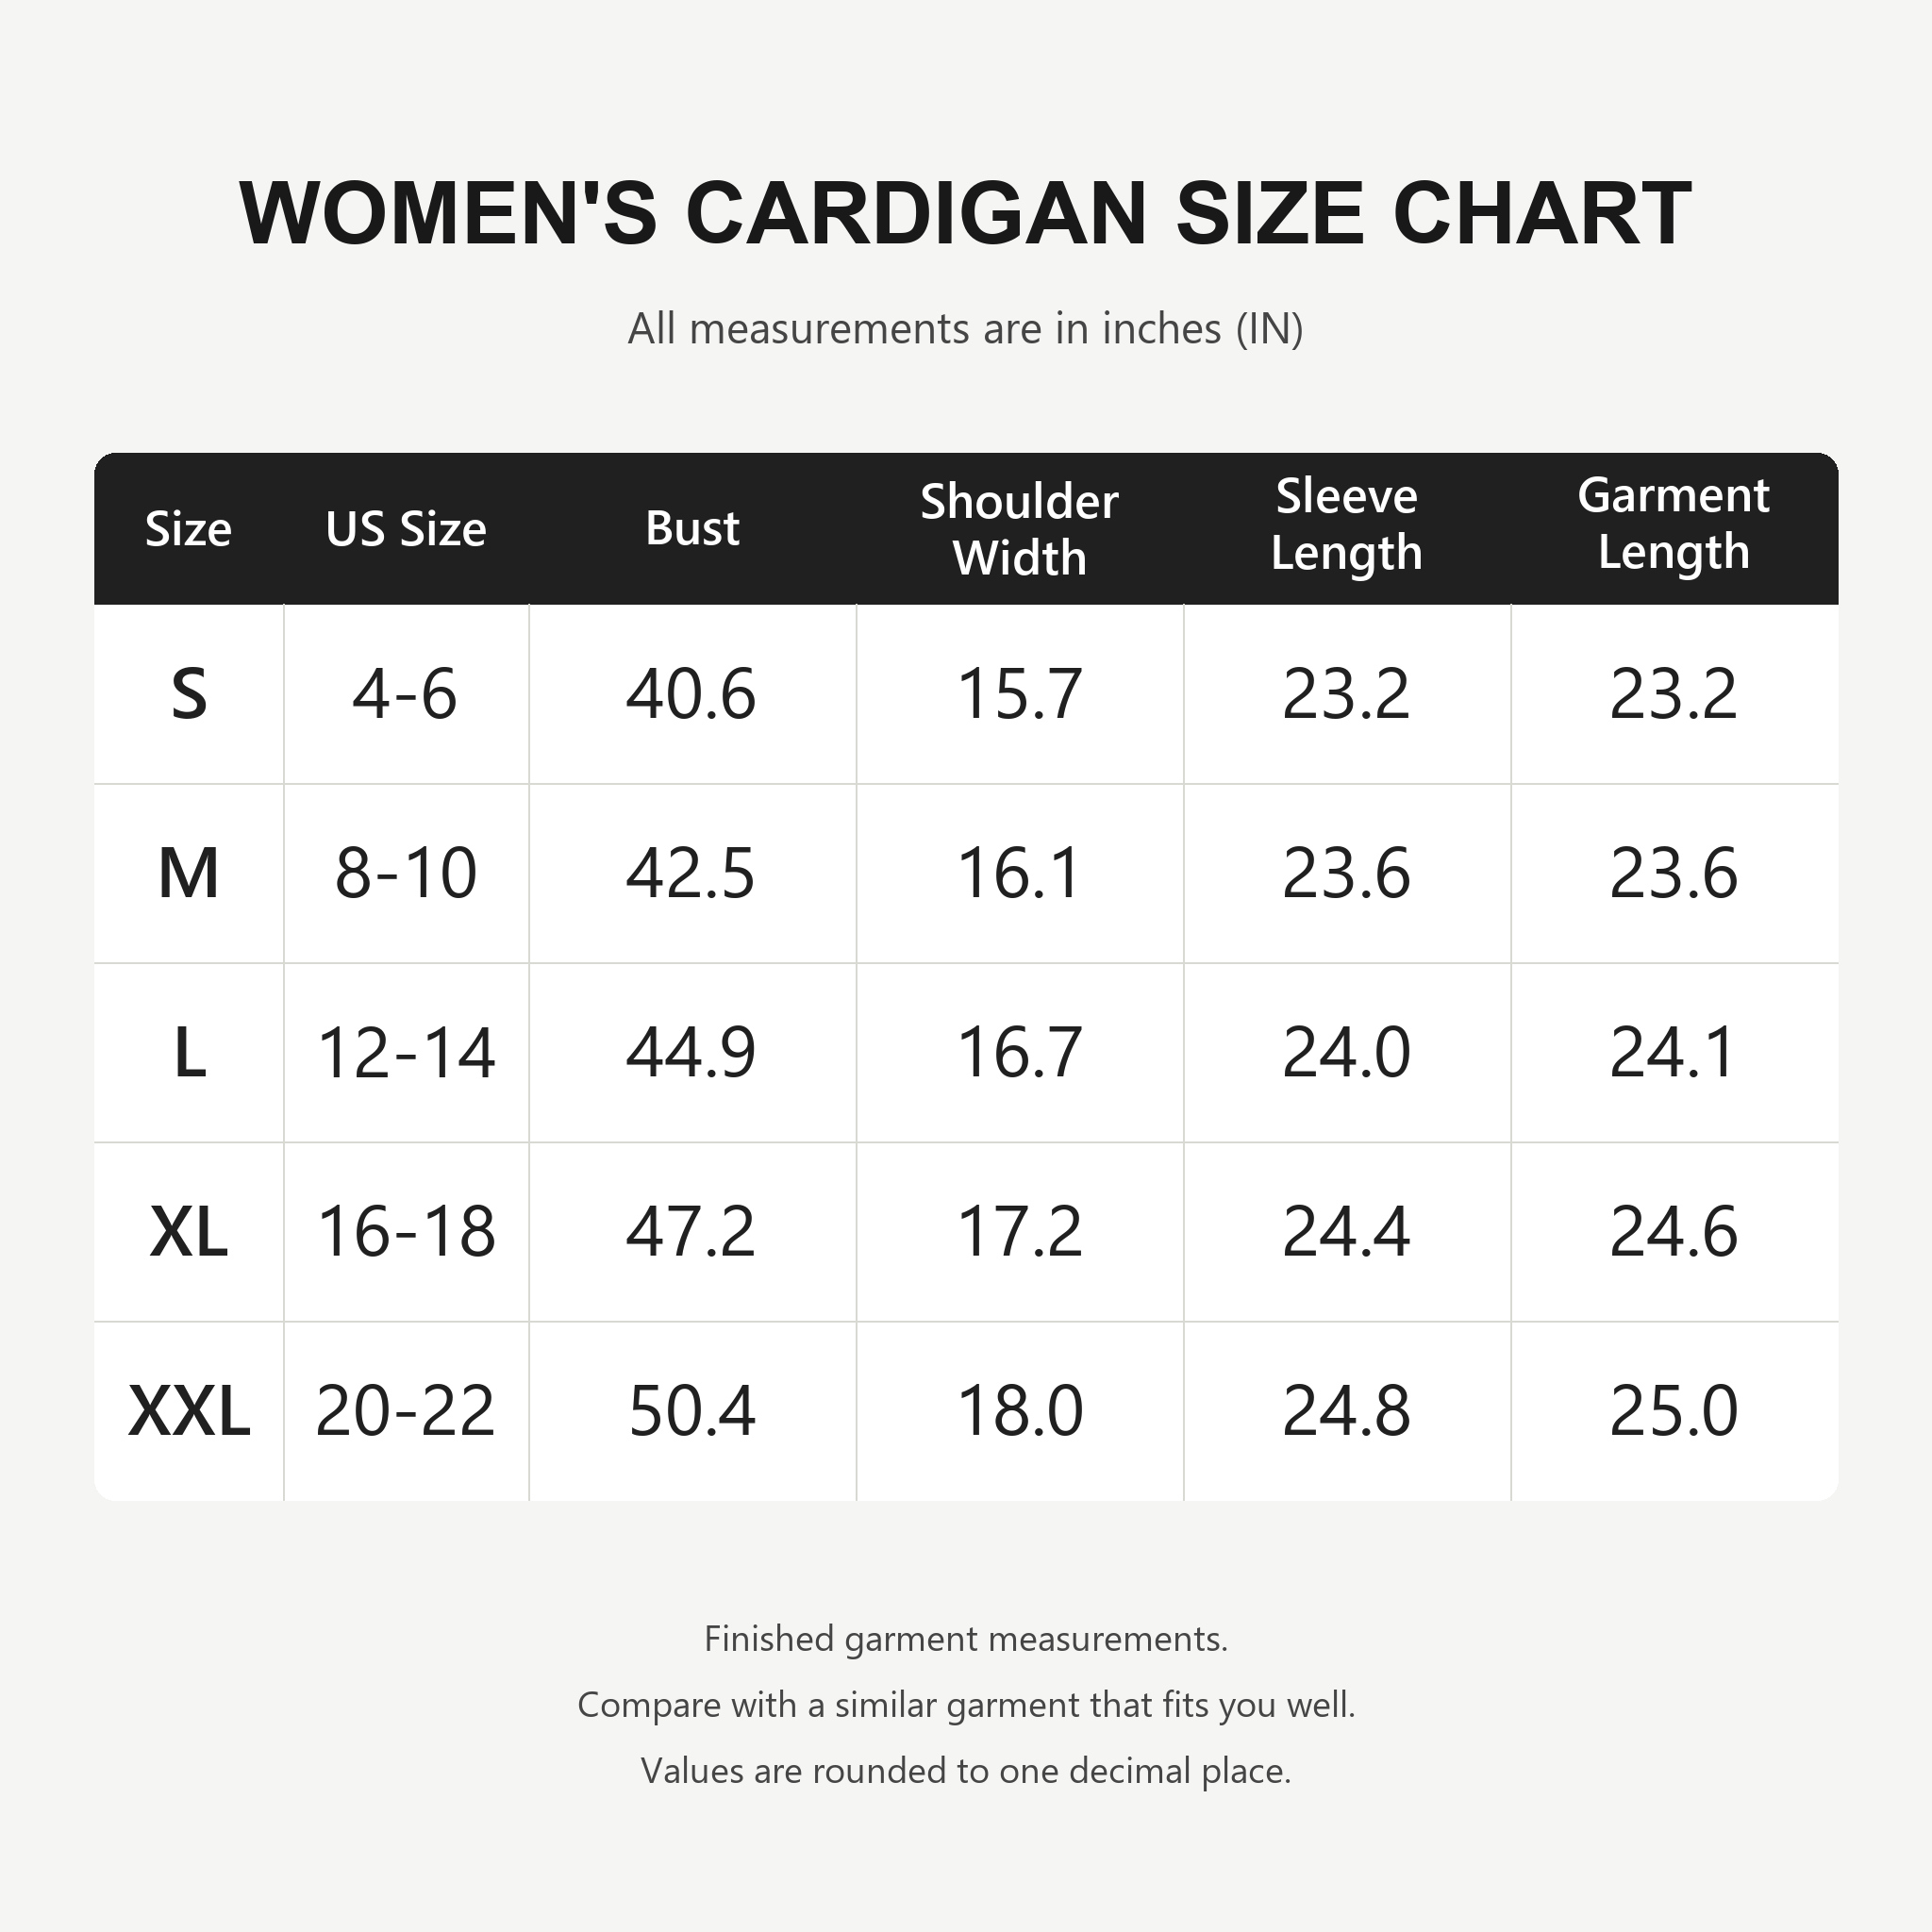 WOMEN'S CARDIGAN SIZE CHART
All measurements are in inches (IN)
Size US Size Bust Shoulder Width Sleeve Length Garment Length
S 4-6 40.6 15.7 23.2 23.2
M 8-10 42.5 16.1 23.6 23.6
L 12-14 44.9 16.7 24.0 24.1
XL 16-18 47.2 17.2 24.4 24.6
XXL 20-22 50.4 18.0 24.8 25.0
Finished garment measurements.
Compare with a similar garment that fits you well.
Values are rounded to one decimal place.